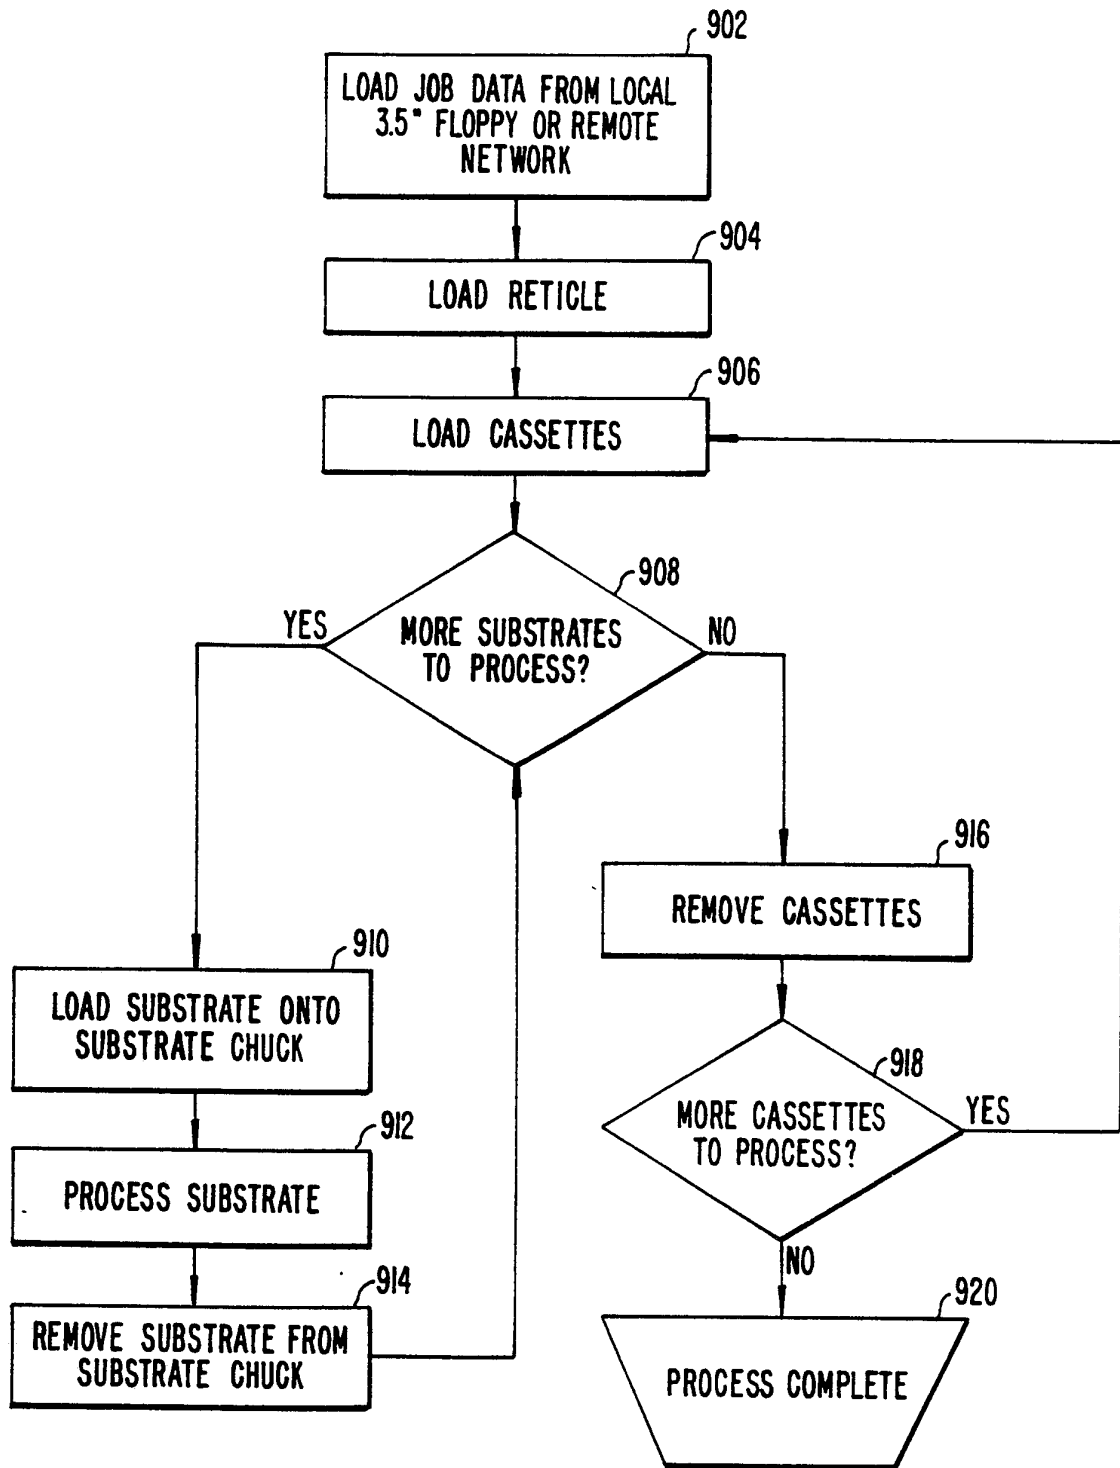 902
LOAD JOB DATA FROM LOCAL
3.5" FLOPPY OR REMOTE
NETWORK
904
LOAD RETICLE
906
LOAD CASSETTES
908
MORE SUBSTRATES
TO PROCESS?
YES
NO
910
LOAD SUBSTRATE ONTO
SUBSTRATE CHUCK
912
PROCESS SUBSTRATE
914
REMOVE SUBSTRATE FROM
SUBSTRATE CHUCK
916
REMOVE CASSETTES
918
MORE CASSETTES
TO PROCESS?
YES
NO
920
PROCESS COMPLETE